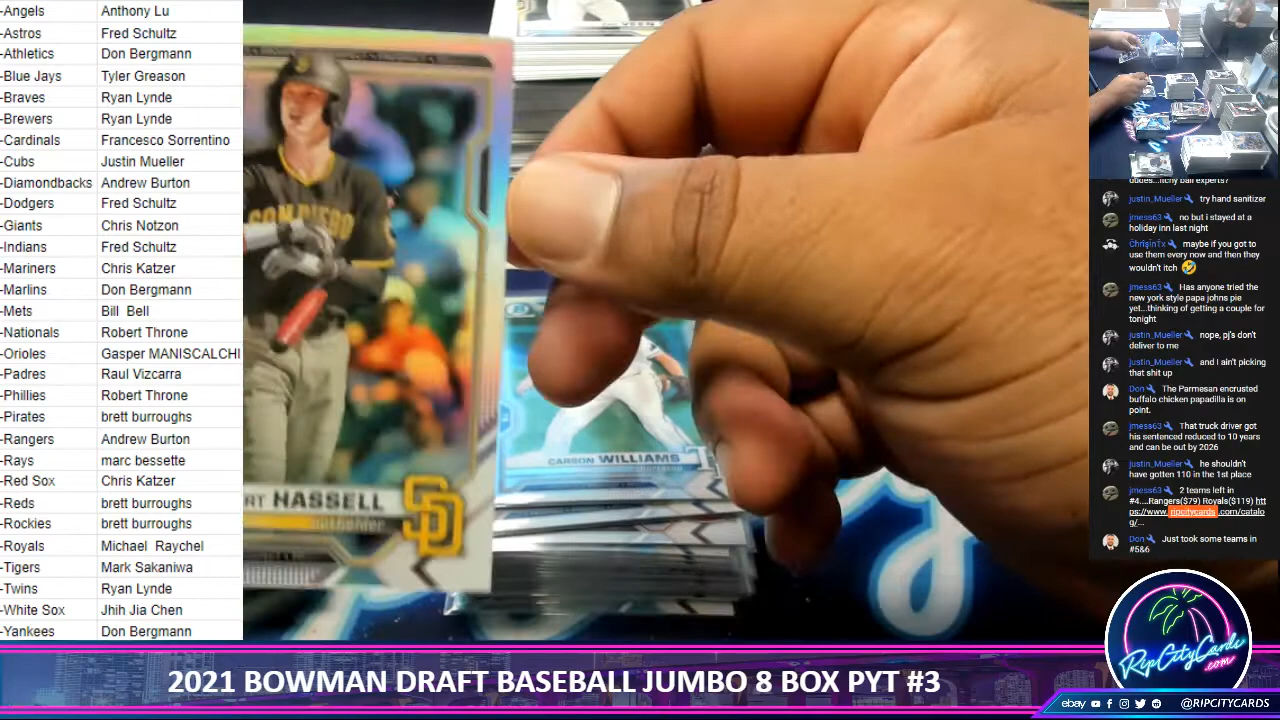 -Angels Anthony Lu
-Astros Fred Schultz
-Athletics Don Bergmann
-Blue Jays Tyler Greason
-Braves Ryan Lynde
-Brewers Ryan Lynde
-Cardinals Francesco Sorrentino
-Cubs Justin Mueller
-Diamondbacks Andrew Burton
-Dodgers Fred Schultz
-Giants Chris Notzon
-Indians Fred Schultz
-Mariners Chris Katzer
-Marlins Don Bergmann
-Mets Bill Bell
-Nationals Robert Throne
-Orioles Gasper MANISCALCHI
-Padres Raul Vizcarra
-Phillies Robert Throne
-Pirates brett burroughs
-Rangers Andrew Burton
-Rays marc bessette
-Red Sox Chris Katzer
-Reds brett burroughs
-Rockies brett burroughs
-Royals Michael Raychel
-Tigers Mark Sakaniwa
-Twins Ryan Lynde
-White Sox Jhih Jia Chen
-Yankees Don Bergmann
RT HASSELL
SD
CARSON WILLIAMS
dudes...itchy ball experts?
justin_Mueller try hand sanitizer
jmess63 no but i stayed at a
holiday inn last night
maybe if you got to
use them every now and then they
wouldn't itch 🤣
jmess63 Has anyone tried the
new york style papa johns pie
yet...thinking of getting a couple for
tonight
justin_Mueller nope, pj's don't
deliver to me
justin_Mueller and I ain't picking
that shit up
Don The Parmesan encrusted
buffalo chicken papadilla is on
point.
jmess63 That truck driver got
his sentenced reduced to 10 years
and can be out by 2026
justin_Mueller he shouldn't
have gotten 110 in the 1st place
jmess63 2 teams left in
#4...Rangers($79) Royals($119) htt
ps://www.ripcitycards.com/catalo
g/...
Don Just took some teams in
#5&6
RipCityCards
.com
2021 BOWMAN DRAFT BASEBALL JUMBO 8 BOX PYT #3
ebay @RIPCITYCARDS